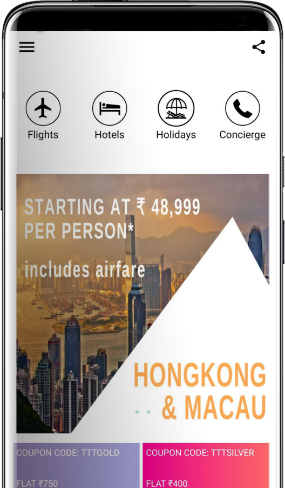 Flights Hotels Holidays Concierge
STARTING AT ₹ 48,999
PER PERSON*
includes airfare
HONGKONG
& MACAU
COUPON CODE: TTTGOLD COUPON CODE: TTTSILVER
FLAT ₹750 FLAT ₹400